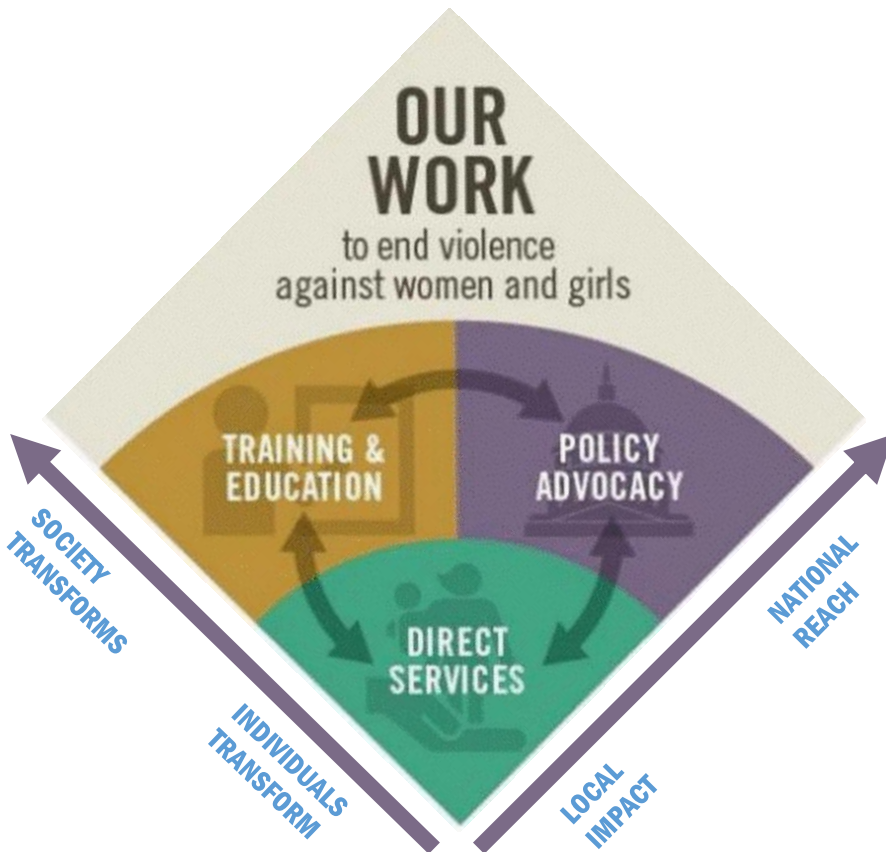 OUR
WORK
to end violence
against women and girls
TRAINING &
EDUCATION
POLICY
ADVOCACY
DIRECT
SERVICES
SOCIETY
TRANSFORMS
INDIVIDUALS
TRANSFORM
NATIONAL
REACH
LOCAL
IMPACT